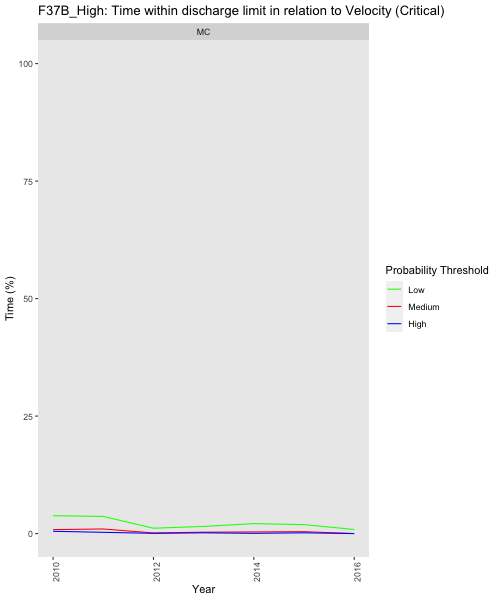 F37B_High: Time within discharge limit in relation to Velocity (Critical)
MC
100
75
50
25
0
Time (%)
2010
2012
2014
2016
Year
Probability Threshold
Low
Medium
High